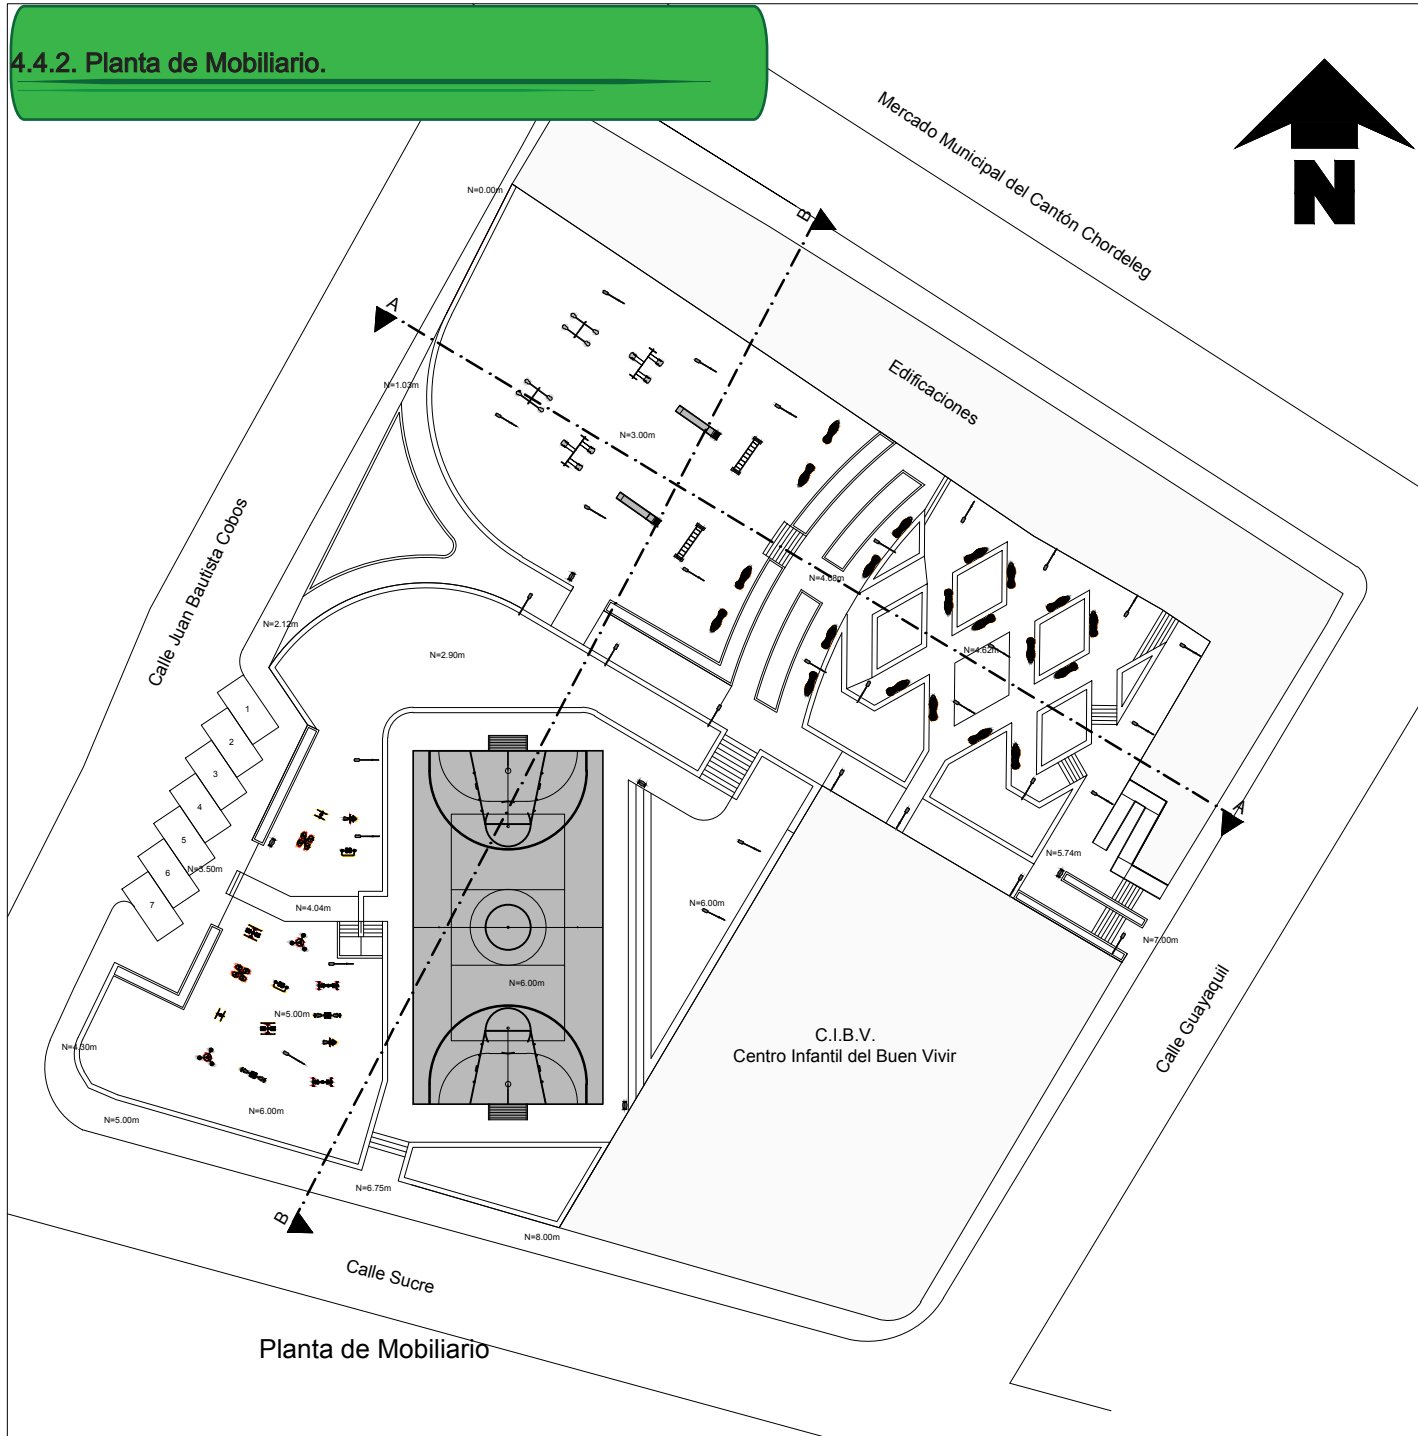 4.4.2. Planta de Mobiliario.
Mercado Municipal del Cantón Chordeleg
N
N=0.00m
B
A
Edificaciones
N=1.03m
N=3.00m
Calle Juan Bautista Cobos
N=4.68m
N=2.12m
N=2.90m
N=4.62m
1
2
3
4
5
6
7
A
N=5.74m
N=3.50m
N=4.04m
N=6.00m
N=7.00m
N=6.00m
N=5.00m
Calle Guayaquil
C.I.B.V.
Centro Infantil del Buen Vivir
N=4.30m
N=6.00m
N=5.00m
N=6.75m
B
N=8.00m
Calle Sucre
Planta de Mobiliario